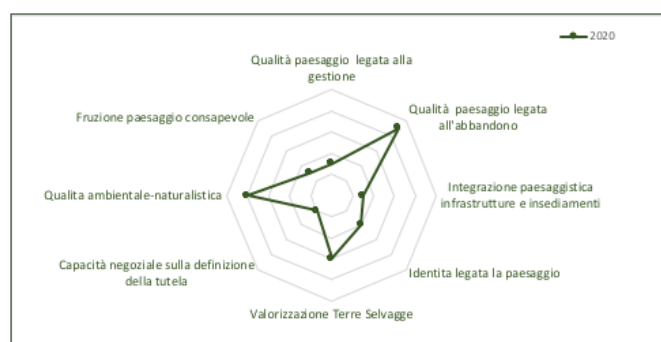 2020
Qualità paesaggio legata alla
gestione
Qualità paesaggio legata
all'abbandono
Fruzione paesaggio consapevole
Integrazione paesaggistica
infrastrutture e insediamenti
Qualita ambientale-naturalistica
Identita legata la paesaggio
Capacità negoziale sulla definizione
della tutela
Valorizzazione Terre Selvagge